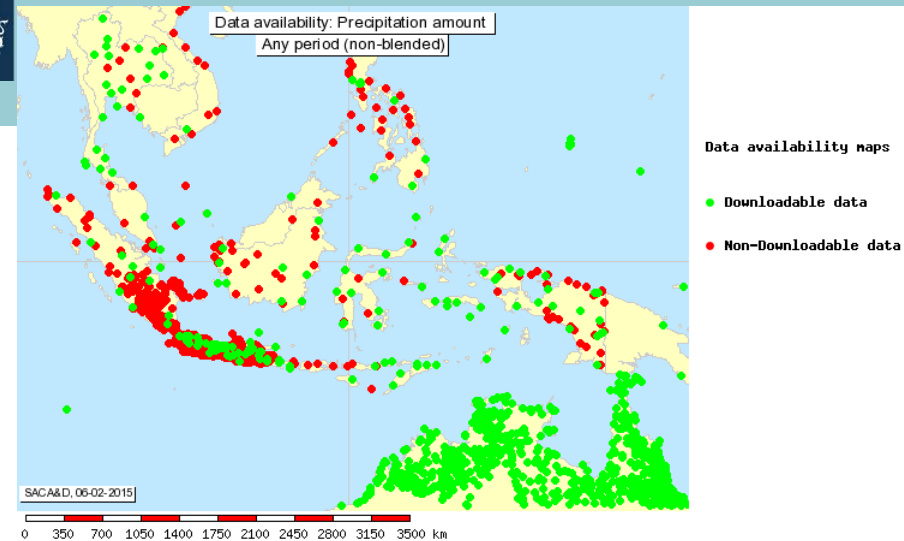 Data availability: Precipitation amount
Any period (non-blended)
Data availability maps
Downloadable data
Non-Downloadable data
SACA&D, 06-02-2015
0 350 700 1050 1400 1750 2100 2450 2800 3150 3500 km